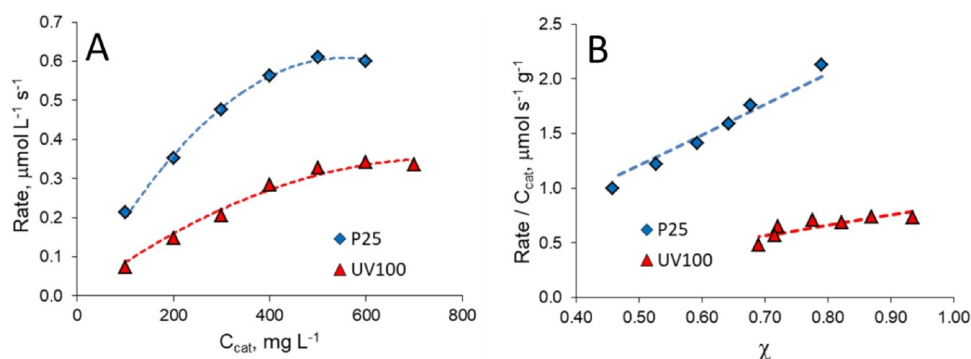 A
Rate, μmol L⁻¹ s⁻¹
0.7
0.6
0.5
0.4
0.3
0.2
0.1
0.0
P25
UV100
0 200 400 600 800
C_cat, mg L⁻¹
B
Rate / C_cat, μmol s⁻¹ g⁻¹
2.5
2.0
1.5
1.0
0.5
0.0
P25
UV100
0.40 0.50 0.60 0.70 0.80 0.90 1.00
χ